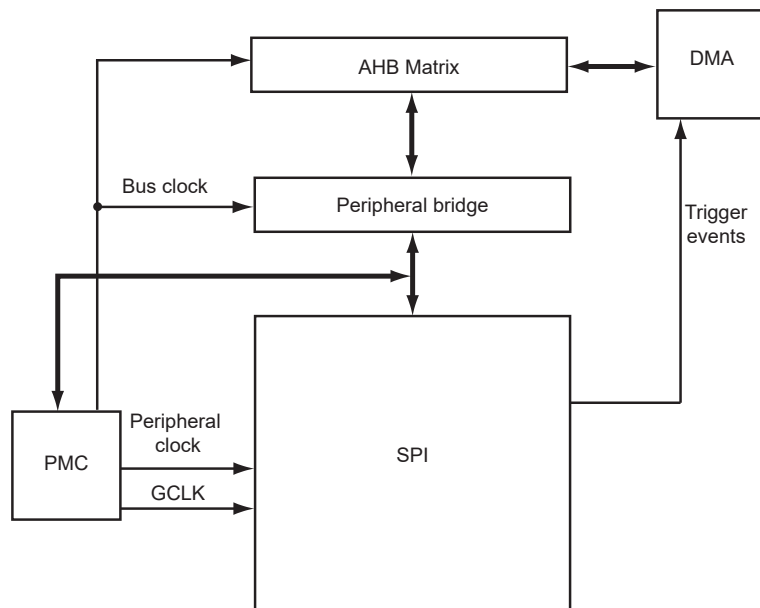 AHB Matrix
DMA
Bus clock
Peripheral bridge
Trigger
events
Peripheral
clock
PMC
SPI
GCLK